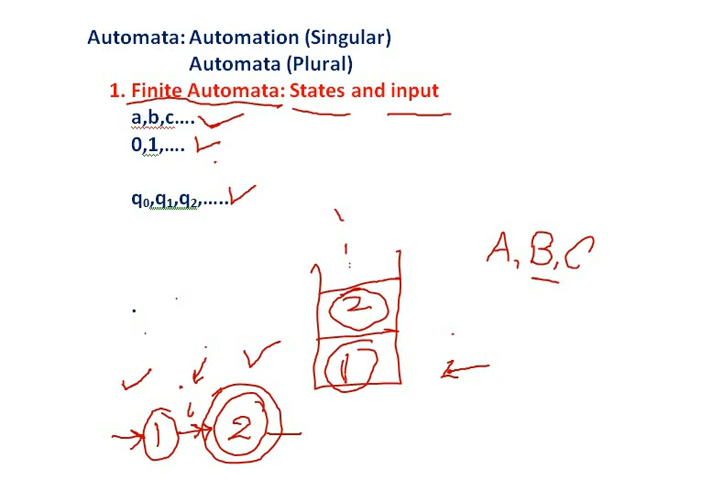 Automata: Automation (Singular)
Automata (Plural)
1. Finite Automata: States and input
a,b,c....
0,1,....
q₀,q₁,q₂,.....
A, B, C
2
1
i
1
2